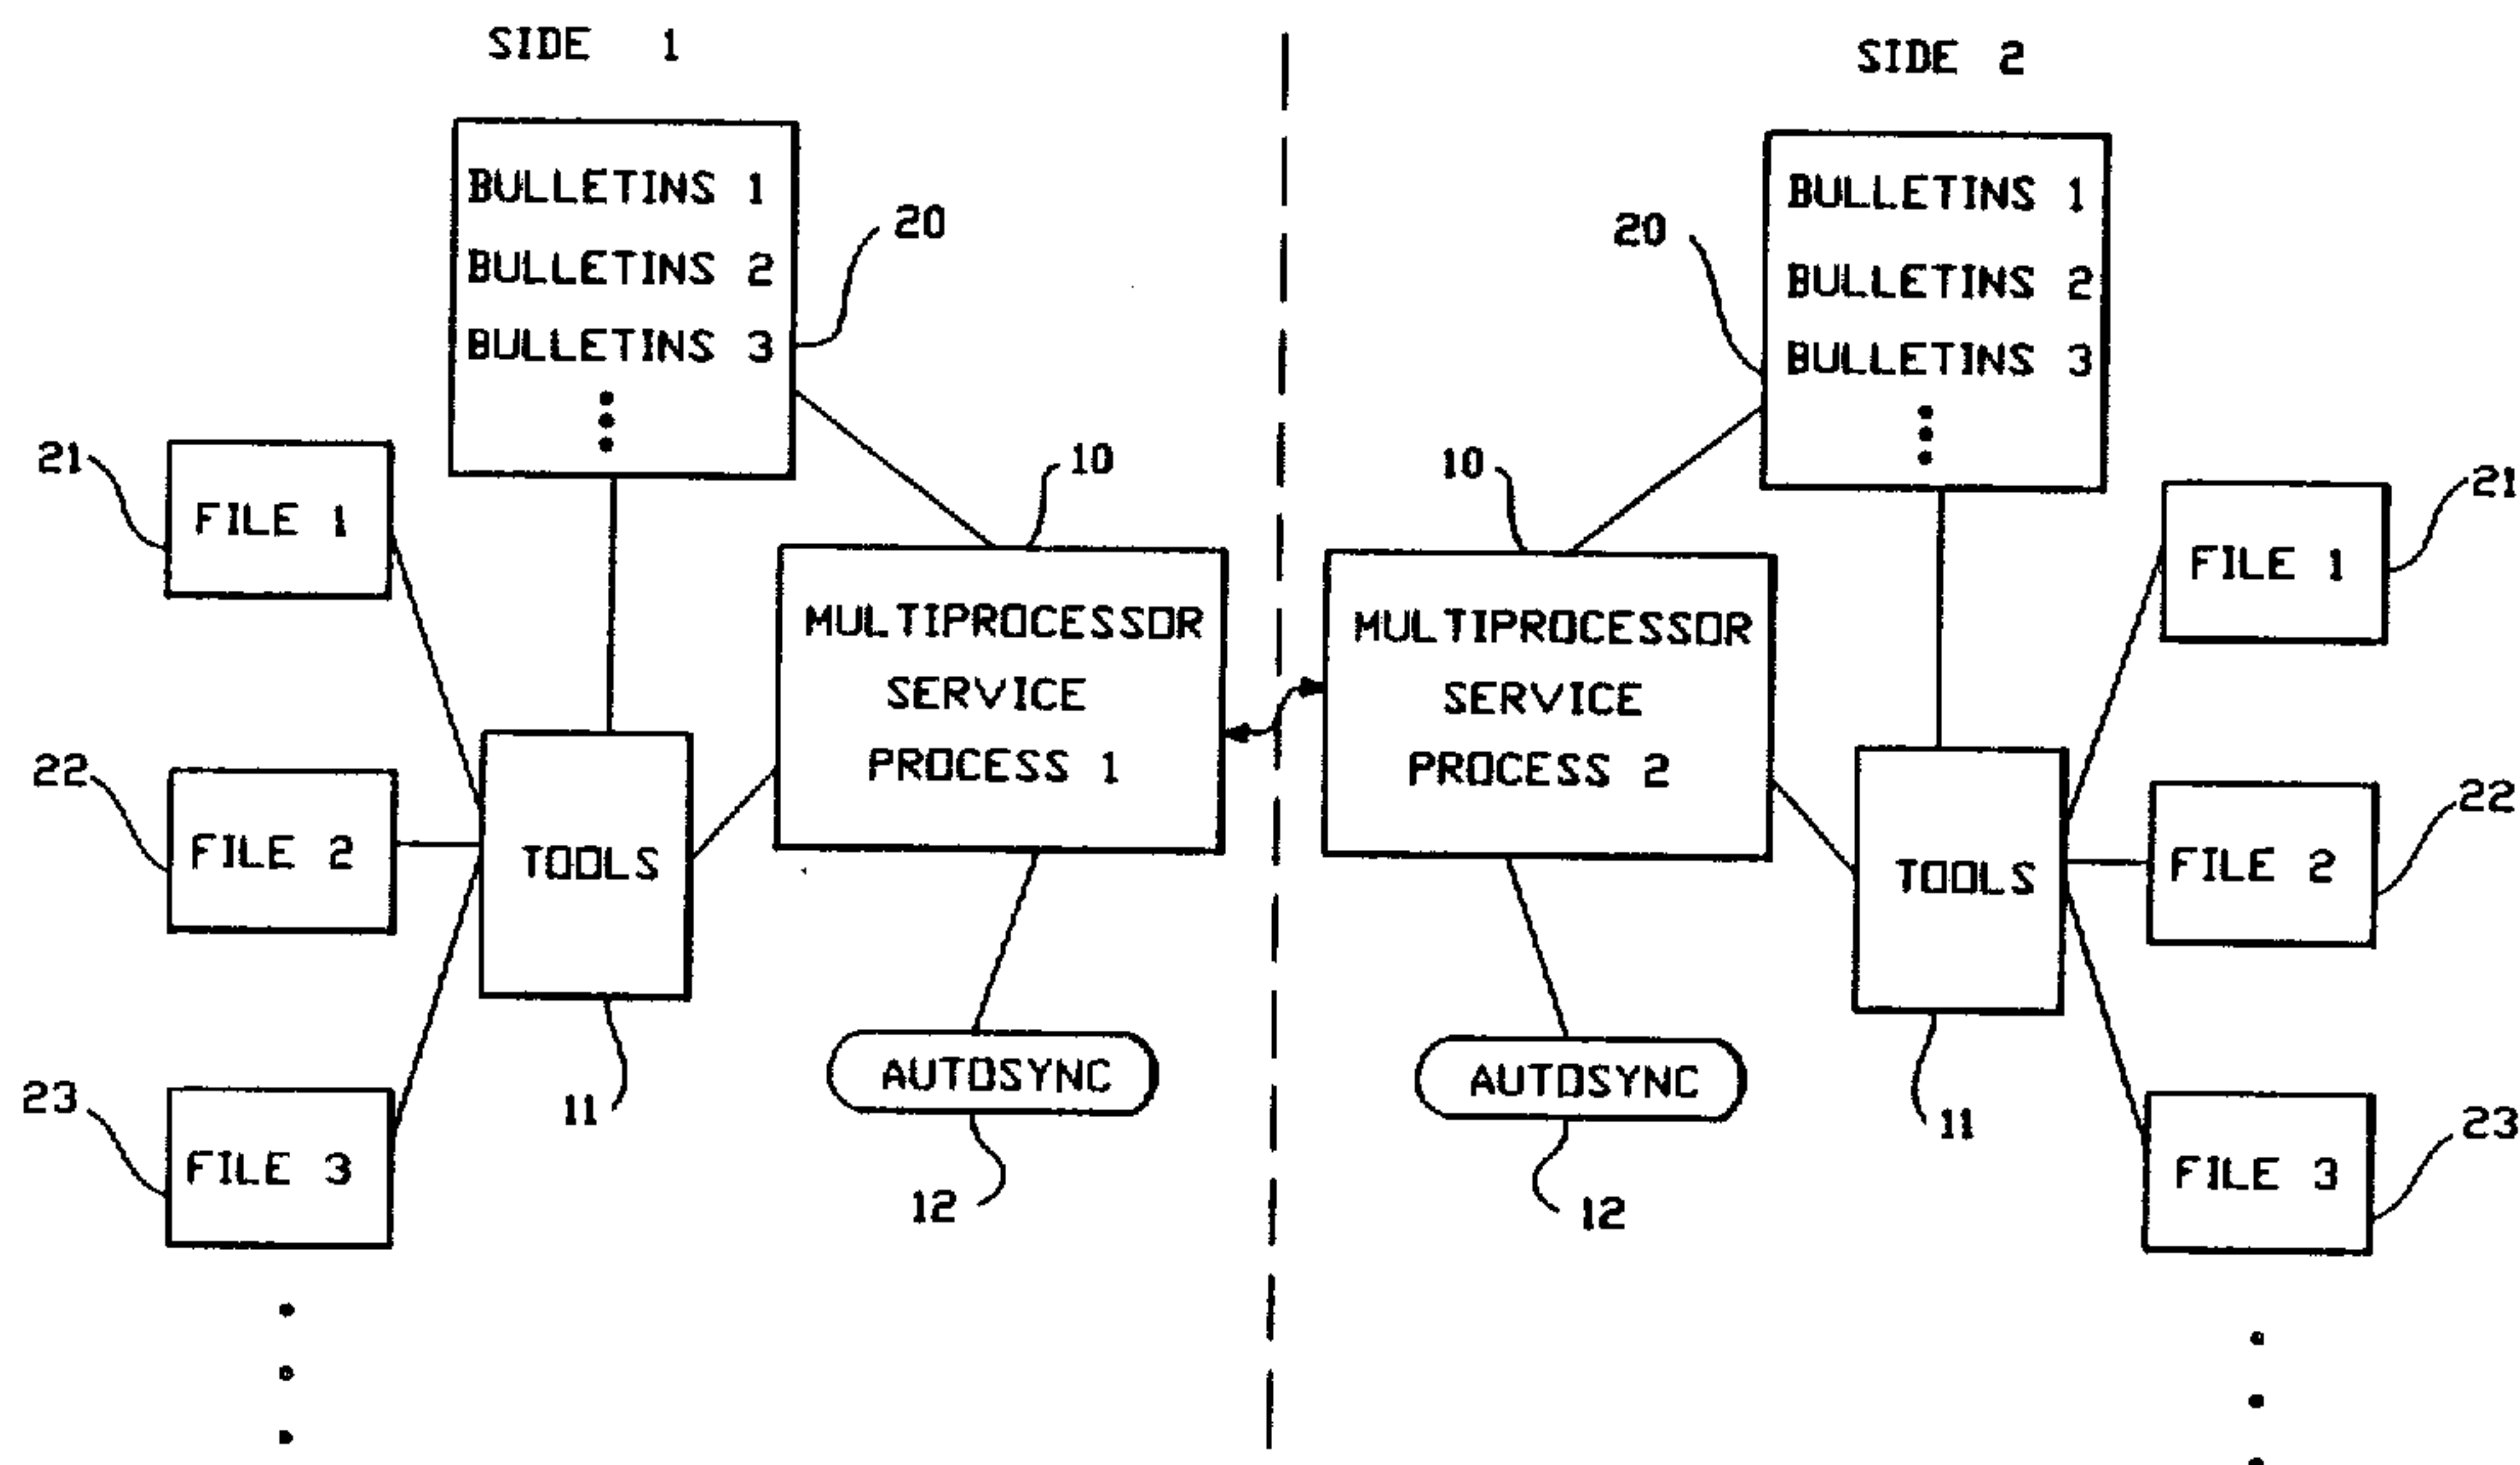 SIDE 1
BULLETINS 1
BULLETINS 2
BULLETINS 3
20
10
21
FILE 1
22
FILE 2
23
FILE 3
TOOLS
11
MULTIPROCESSOR
SERVICE
PROCESS 1
AUTOSYNC
12
SIDE 2
BULLETINS 1
BULLETINS 2
BULLETINS 3
20
10
MULTIPROCESSOR
SERVICE
PROCESS 2
AUTOSYNC
12
TOOLS
11
21
FILE 1
22
FILE 2
23
FILE 3